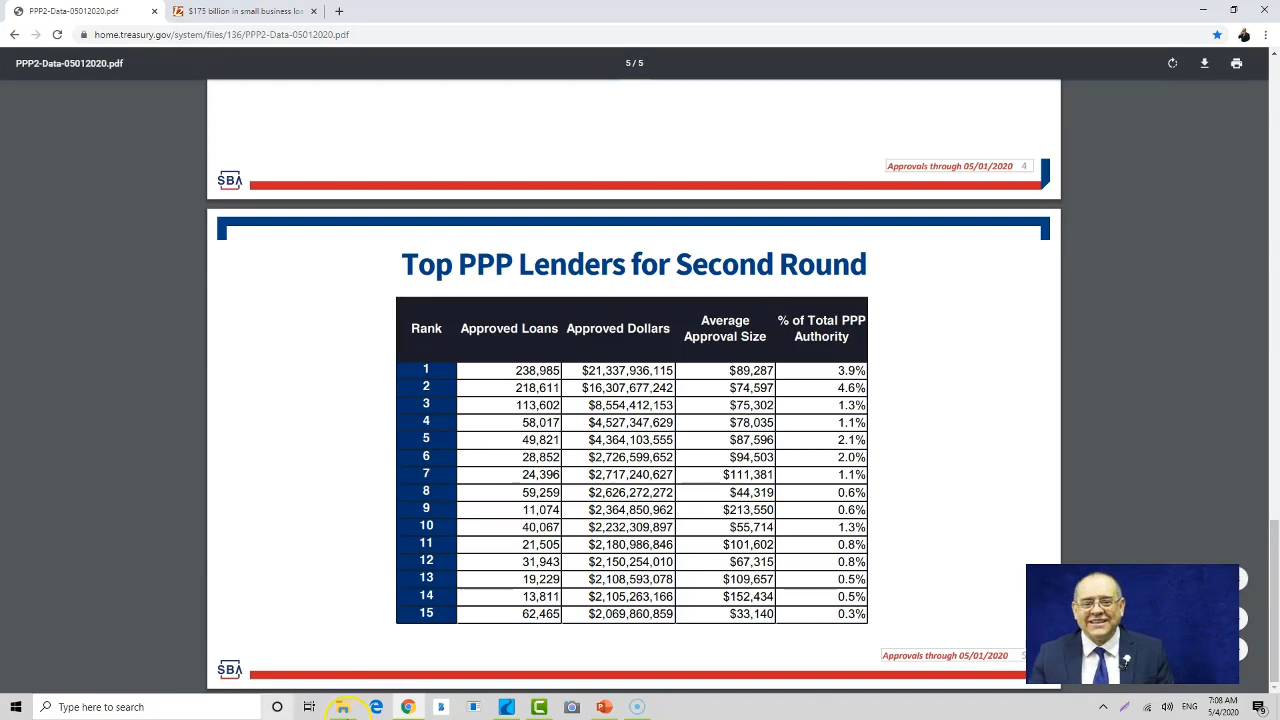 PPP2-Data-05012020.pdf
$175 billion in small business loa
home.treasury.gov/system/files/136/PPP2-Data-05012020.pdf
PPP2-Data-05012020.pdf
5 / 5
Approvals through 05/01/2020 4
SBA
Top PPP Lenders for Second Round
Rank Approved Loans Approved Dollars Average Approval Size % of Total PPP Authority
1 238,985 $21,337,936,115 $89,287 3.9%
2 218,611 $16,307,677,242 $74,597 4.6%
3 113,602 $8,554,412,153 $75,302 1.3%
4 58,017 $4,527,347,629 $78,035 1.1%
5 49,821 $4,364,103,555 $87,596 2.1%
6 28,852 $2,726,599,652 $94,503 2.0%
7 24,396 $2,717,240,627 $111,381 1.1%
8 59,259 $2,626,272,272 $44,319 0.6%
9 11,074 $2,364,850,962 $213,550 0.6%
10 40,067 $2,232,309,897 $55,714 1.3%
11 21,505 $2,180,986,846 $101,602 0.8%
12 31,943 $2,150,254,010 $67,315 0.8%
13 19,229 $2,108,593,078 $109,657 0.5%
14 13,811 $2,105,263,166 $152,434 0.5%
15 62,465 $2,069,860,859 $33,140 0.3%
Approvals through 05/01/2020
SBA
Type here to search
ENG
7:08 AM
5/4/2020